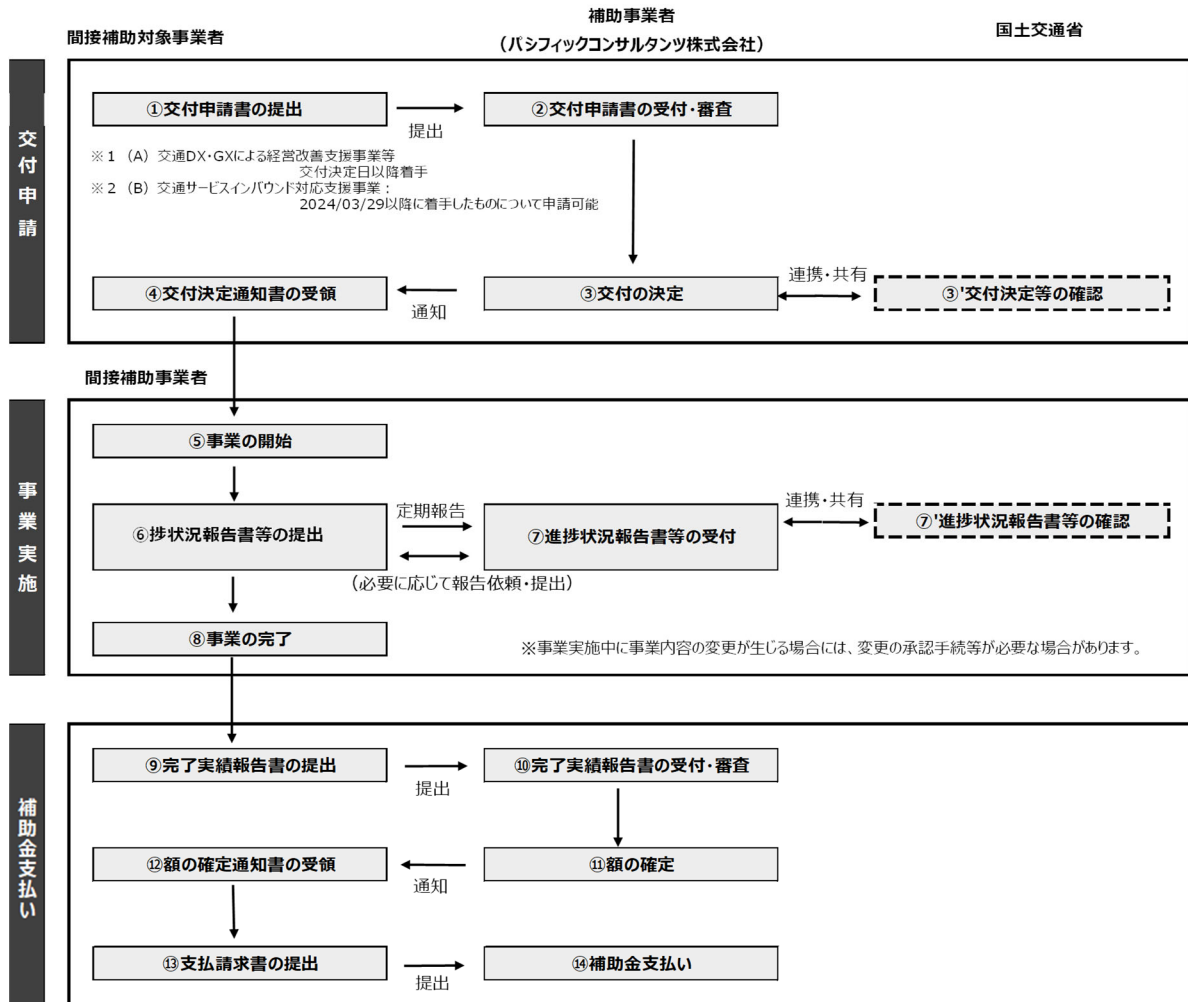 間接補助対象事業者
補助事業者
(パシフィックコンサルタンツ株式会社)
国土交通省
交付申請
①交付申請書の提出
提出
②交付申請書の受付・審査
※1 (A) 交通DX・GXによる経営改善支援事業等
交付決定日以降着手
※2 (B) 交通サービスインバウンド対応支援事業:
2024/03/29以降に着手したものについて申請可能
④交付決定通知書の受領
通知
③交付の決定
連携・共有
③'交付決定等の確認
間接補助事業者
事業実施
⑤事業の開始
⑥捗状況報告書等の提出
定期報告
(必要に応じて報告依頼・提出)
⑦進捗状況報告書等の受付
連携・共有
⑦'進捗状況報告書等の確認
⑧事業の完了
※事業実施中に事業内容の変更が生じる場合には、変更の承認手続等が必要な場合があります。
補助金支払い
⑨完了実績報告書の提出
提出
⑩完了実績報告書の受付・審査
⑫額の確定通知書の受領
通知
⑪額の確定
⑬支払請求書の提出
提出
⑭補助金支払い